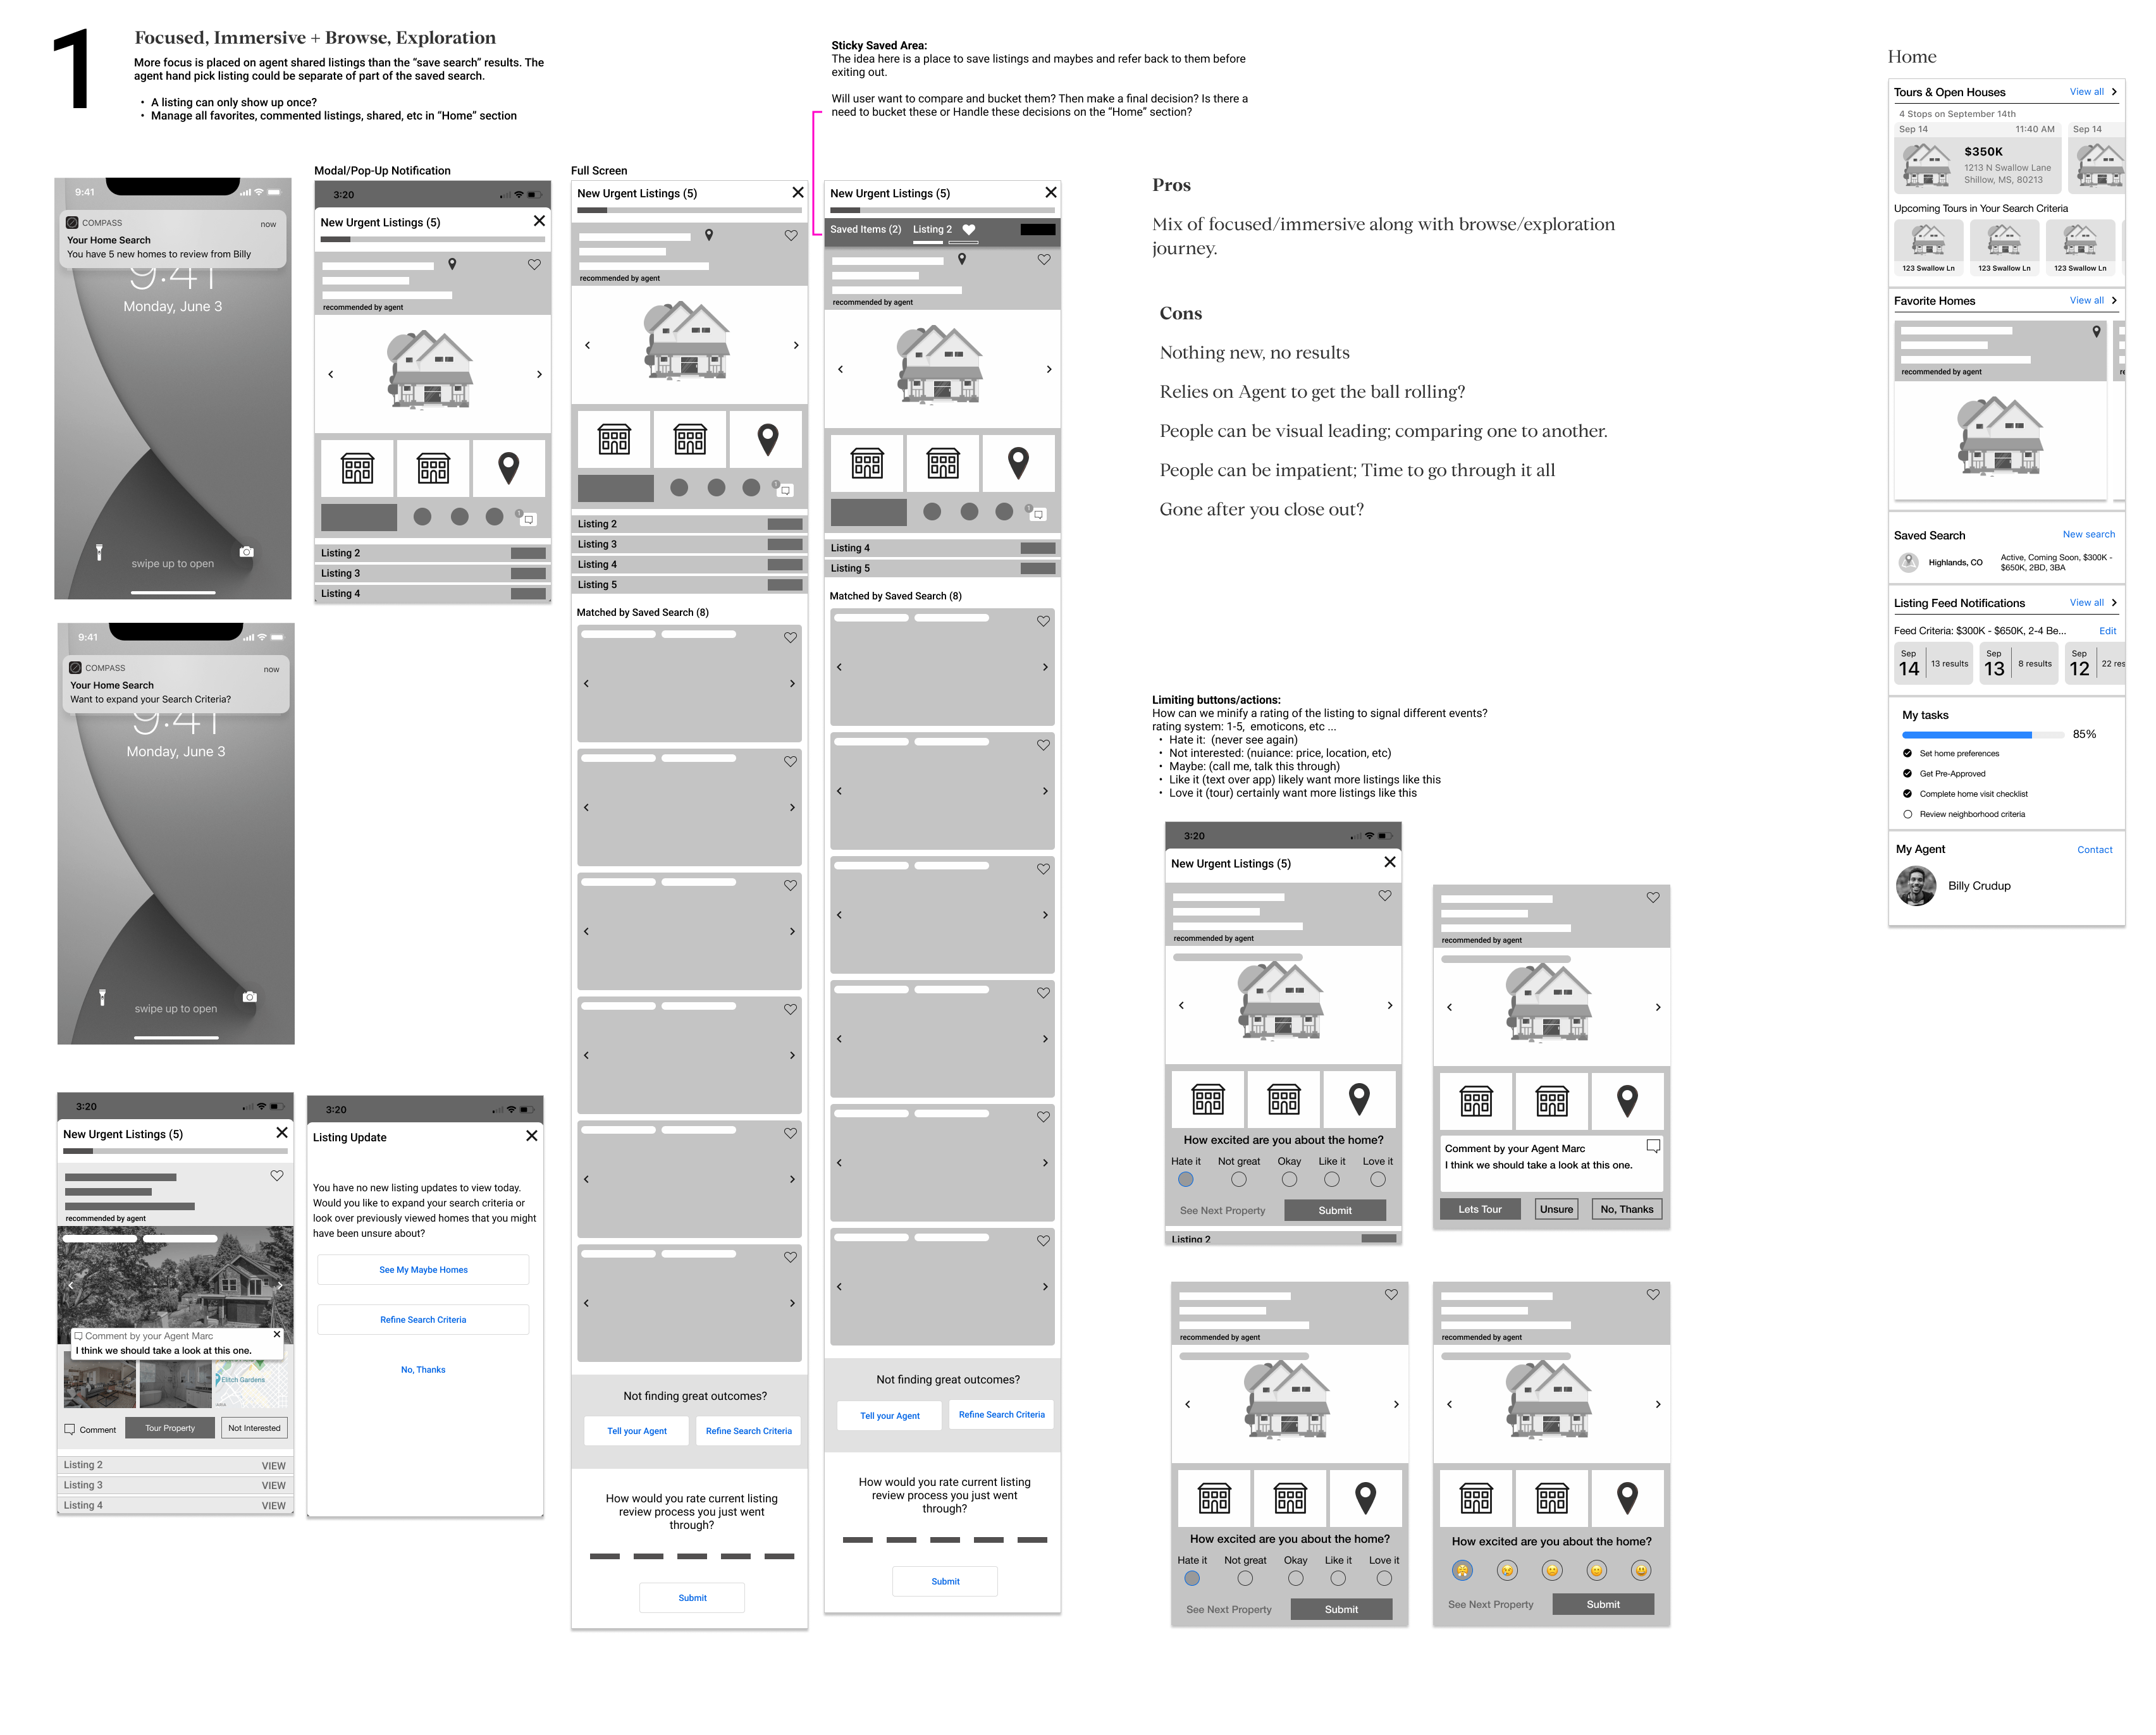 1
Focused, Immersive + Browse, Exploration
More focus is placed on agent shared listings than the “save search” results. The
agent hand pick listing could be separate of part of the saved search.
• A listing can only show up once?
• Manage all favorites, commented listings, shared, etc in “Home” section
Sticky Saved Area:
The idea here is a place to save listings and maybes and refer back to them before
exiting out.
Will user want to compare and bucket them? Then make a final decision? Is there a
need to bucket these or Handle these decisions on the “Home” section?
9:41
COMPASS
now
Your Home Search
You have 5 new homes to review from Billy
9:41
Monday, June 3
swipe up to open
9:41
COMPASS
now
Your Home Search
Want to expand your Search Criteria?
9:41
Monday, June 3
swipe up to open
Modal/Pop-Up Notification
3:20
New Urgent Listings (5)
recommended by agent
1
Listing 2
Listing 3
Listing 4
Full Screen
New Urgent Listings (5)
recommended by agent
1
Listing 2
Listing 3
Listing 4
Listing 5
Matched by Saved Search (8)
Not finding great outcomes?
Tell your Agent
Refine Search Criteria
How would you rate current listing
review process you just went
through?
Submit
New Urgent Listings (5)
Saved Items (2)
Listing 2
recommended by agent
1
Listing 4
Listing 5
Matched by Saved Search (8)
Not finding great outcomes?
Tell your Agent
Refine Search Criteria
How would you rate current listing
review process you just went
through?
Submit
3:20
New Urgent Listings (5)
recommended by agent
Comment by your Agent Marc
I think we should take a look at this one.
Elitch Gardens
Comment
Tour Property
Not Interested
Listing 2
VIEW
Listing 3
VIEW
Listing 4
VIEW
3:20
Listing Update
You have no new listing updates to view today.
Would you like to expand your search criteria or
look over previously viewed homes that you might
have been unsure about?
See My Maybe Homes
Refine Search Criteria
No, Thanks
Pros
Mix of focused/immersive along with browse/exploration
journey.
Cons
Nothing new, no results
Relies on Agent to get the ball rolling?
People can be visual leading; comparing one to another.
People can be impatient; Time to go through it all
Gone after you close out?
Limiting buttons/actions:
How can we minify a rating of the listing to signal different events?
rating system: 1-5, emoticons, etc ...
• Hate it: (never see again)
• Not interested: (nuiance: price, location, etc)
• Maybe: (call me, talk this through)
• Like it (text over app) likely want more listings like this
• Love it (tour) certainly want more listings like this
3:20
New Urgent Listings (5)
recommended by agent
How excited are you about the home?
Hate it
Not great
Okay
Like it
Love it
See Next Property
Submit
Listing 2
recommended by agent
Comment by your Agent Marc
I think we should take a look at this one.
Lets Tour
Unsure
No, Thanks
recommended by agent
How excited are you about the home?
Hate it
Not great
Okay
Like it
Love it
See Next Property
Submit
recommended by agent
How excited are you about the home?
See Next Property
Submit
Home
Tours & Open Houses
View all
4 Stops on September 14th
Sep 14
11:40 AM
$350K
1213 N Swallow Lane
Shillow, MS, 80213
Sep 14
Upcoming Tours in Your Search Criteria
123 Swallow Ln
123 Swallow Ln
123 Swallow Ln
Favorite Homes
View all
recommended by agent
re
Saved Search
New search
Highlands, CO
Active, Coming Soon, $300K -
$650K, 2BD, 3BA
Listing Feed Notifications
View all
Feed Criteria: $300K - $650K, 2-4 Be...
Edit
Sep
14
13 results
Sep
13
8 results
Sep
12
22 res
My tasks
85%
Set home preferences
Get Pre-Approved
Complete home visit checklist
Review neighborhood criteria
My Agent
Contact
Billy Crudup